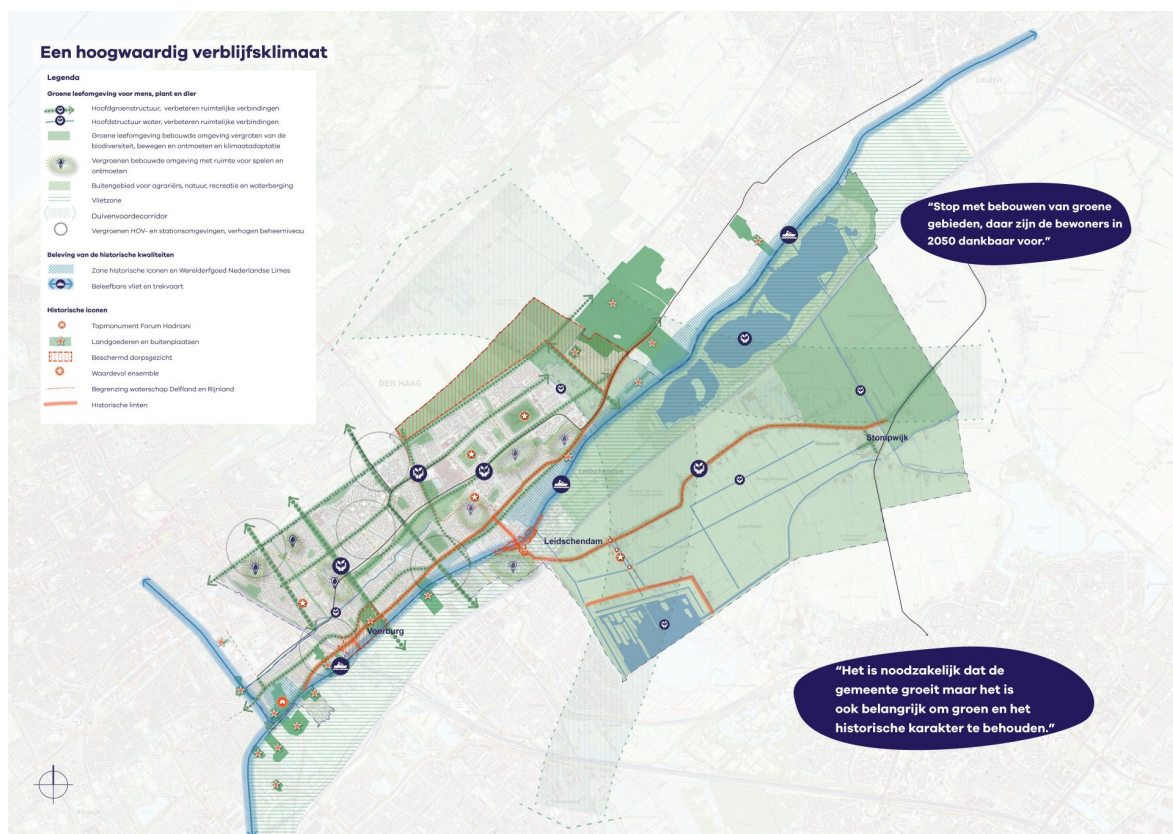 Een hoogwaardig verblijfsklimaat
Legenda
Groene leefomgeving voor mens, plant en dier
Hoofdgroenstructuur, verbeteren ruimtelijke verbindingen
Hoofdstructuur water, verbeteren ruimtelijke verbindingen
Groene leefomgeving bebouwde omgeving vergroten van de
biodiversiteit, bewegen en ontmoeten en klimaatadaptatie
Vergroenen bebouwde omgeving met ruimte voor spelen en
ontmoeten
Buitengebied voor agrariërs, natuur, recreatie en waterberging
Vlietzone
Duivenvoordecorridor
Vergroenen HOV- en stationsomgevingen, verhogen beheerniveau
Beleving van de historische kwaliteiten
Zone historische iconen en Werelderfgoed Nederlandse Limes
Beleefbare vliet en trekvaart
Historische iconen
Topmonument Forum Hadriani
Landgoederen en buitenplaatsen
Beschermd dorpsgezicht
Waardevol ensemble
Begrenzing waterschap Delfland en Rijnland
Historische linten
Leiden
"Stop met bebouwen van groene
gebieden, daar zijn de bewoners in
2050 dankbaar voor."
DEN HAAG
Stompwijk
Leidschendam
Voorburg
"Het is noodzakelijk dat de
gemeente groeit maar het is
ook belangrijk om groen en het
historische karakter te behouden."